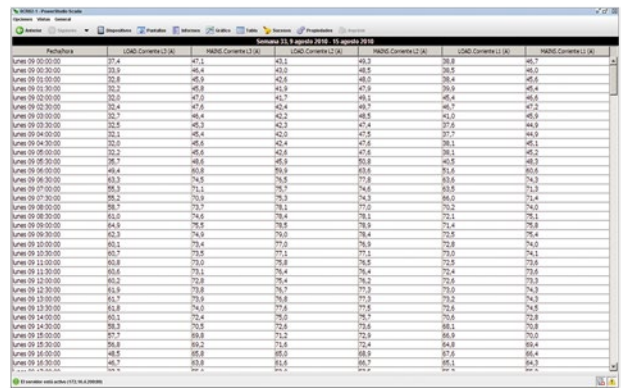 BOMU-1 - PowerStudio Scada
Opciones Vistas General
Anterior Siguiente Dispositivos Pantallas Informes Gráfico Tabla Sucesos Propiedades Imprimir
Semana 33, 9 agosto 2010 - 15 agosto 2010
Fecha/hora LOAD.Corriente L3 (A) MAINS.Corriente L3 (A) LOAD.Corriente L2 (A) MAINS.Corriente L2 (A) LOAD.Corriente L1 (A) MAINS.Corriente L1 (A)
lunes 09 00:00:00 37,4 47,1 43,1 49,3 38,8 46,7
lunes 09 00:30:00 33,9 46,4 43,0 48,5 38,5 46,0
lunes 09 01:00:00 32,8 45,9 42,6 48,0 38,4 45,6
lunes 09 01:30:00 32,2 45,8 41,9 47,9 39,9 45,4
lunes 09 02:00:00 32,0 47,0 41,7 49,1 45,4 46,6
lunes 09 02:30:00 32,4 47,6 42,4 49,7 46,7 47,2
lunes 09 03:00:00 32,7 46,4 42,2 48,5 41,0 45,9
lunes 09 03:30:00 32,5 45,3 42,3 47,4 37,6 44,9
lunes 09 04:00:00 32,1 45,4 42,0 47,5 37,7 44,9
lunes 09 04:30:00 32,0 45,6 42,4 47,6 38,1 45,1
lunes 09 05:00:00 32,2 45,6 42,6 47,6 38,1 45,2
lunes 09 05:30:00 35,7 48,6 45,9 50,8 40,5 48,3
lunes 09 06:00:00 49,4 60,8 59,9 63,6 51,6 60,6
lunes 09 06:30:00 63,3 74,5 76,5 77,8 63,6 74,3
lunes 09 07:00:00 55,3 71,1 75,7 74,6 63,5 71,3
lunes 09 07:30:00 55,2 70,9 75,3 74,3 66,0 71,4
lunes 09 08:00:00 58,7 73,7 78,1 77,0 70,2 74,0
lunes 09 08:30:00 61,0 74,6 78,4 78,1 72,1 75,1
lunes 09 09:00:00 64,9 75,5 78,5 78,9 71,4 75,8
lunes 09 09:30:00 62,3 74,9 79,0 78,4 72,5 75,4
lunes 09 10:00:00 60,1 73,4 77,0 76,9 72,8 74,0
lunes 09 10:30:00 60,7 73,5 77,1 77,1 73,0 74,1
lunes 09 11:00:00 60,8 73,0 75,8 76,5 72,5 73,6
lunes 09 11:30:00 60,6 73,1 76,4 76,4 72,4 73,6
lunes 09 12:00:00 60,2 72,8 75,4 76,2 72,6 73,3
lunes 09 12:30:00 61,9 73,8 76,7 77,3 73,0 74,3
lunes 09 13:00:00 61,7 73,9 76,8 77,3 73,2 74,3
lunes 09 13:30:00 61,8 74,0 77,6 77,5 72,6 74,5
lunes 09 14:00:00 60,1 72,4 75,0 75,7 70,6 72,8
lunes 09 14:30:00 58,3 70,5 72,6 73,6 68,1 70,8
lunes 09 15:00:00 57,7 69,8 71,2 72,9 66,9 70,0
lunes 09 15:30:00 56,8 69,2 71,6 72,4 64,8 69,4
lunes 09 16:00:00 48,5 65,8 65,0 68,9 67,6 66,4
lunes 09 16:30:00 46,7 63,8 61,6 66,7 65,1 64,3
El servidor está activo